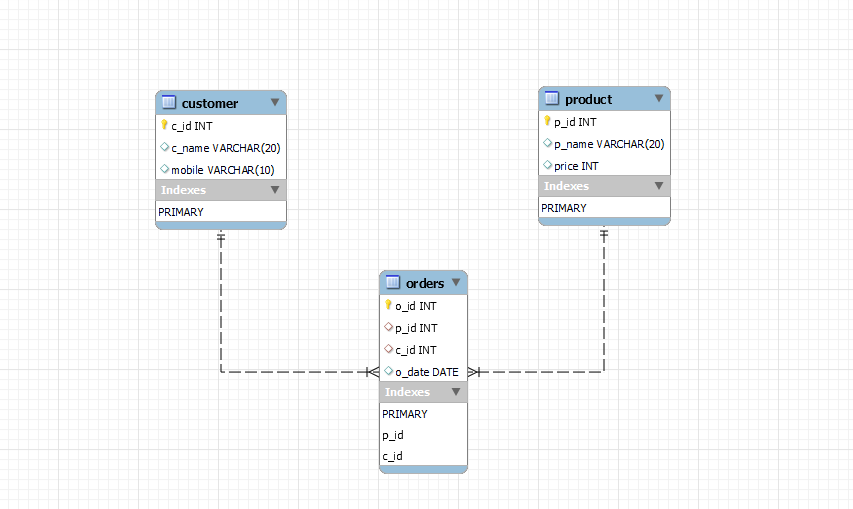 customer
c_id INT
c_name VARCHAR(20)
mobile VARCHAR(10)
Indexes
PRIMARY
product
p_id INT
p_name VARCHAR(20)
price INT
Indexes
PRIMARY
orders
o_id INT
p_id INT
c_id INT
o_date DATE
Indexes
PRIMARY
p_id
c_id